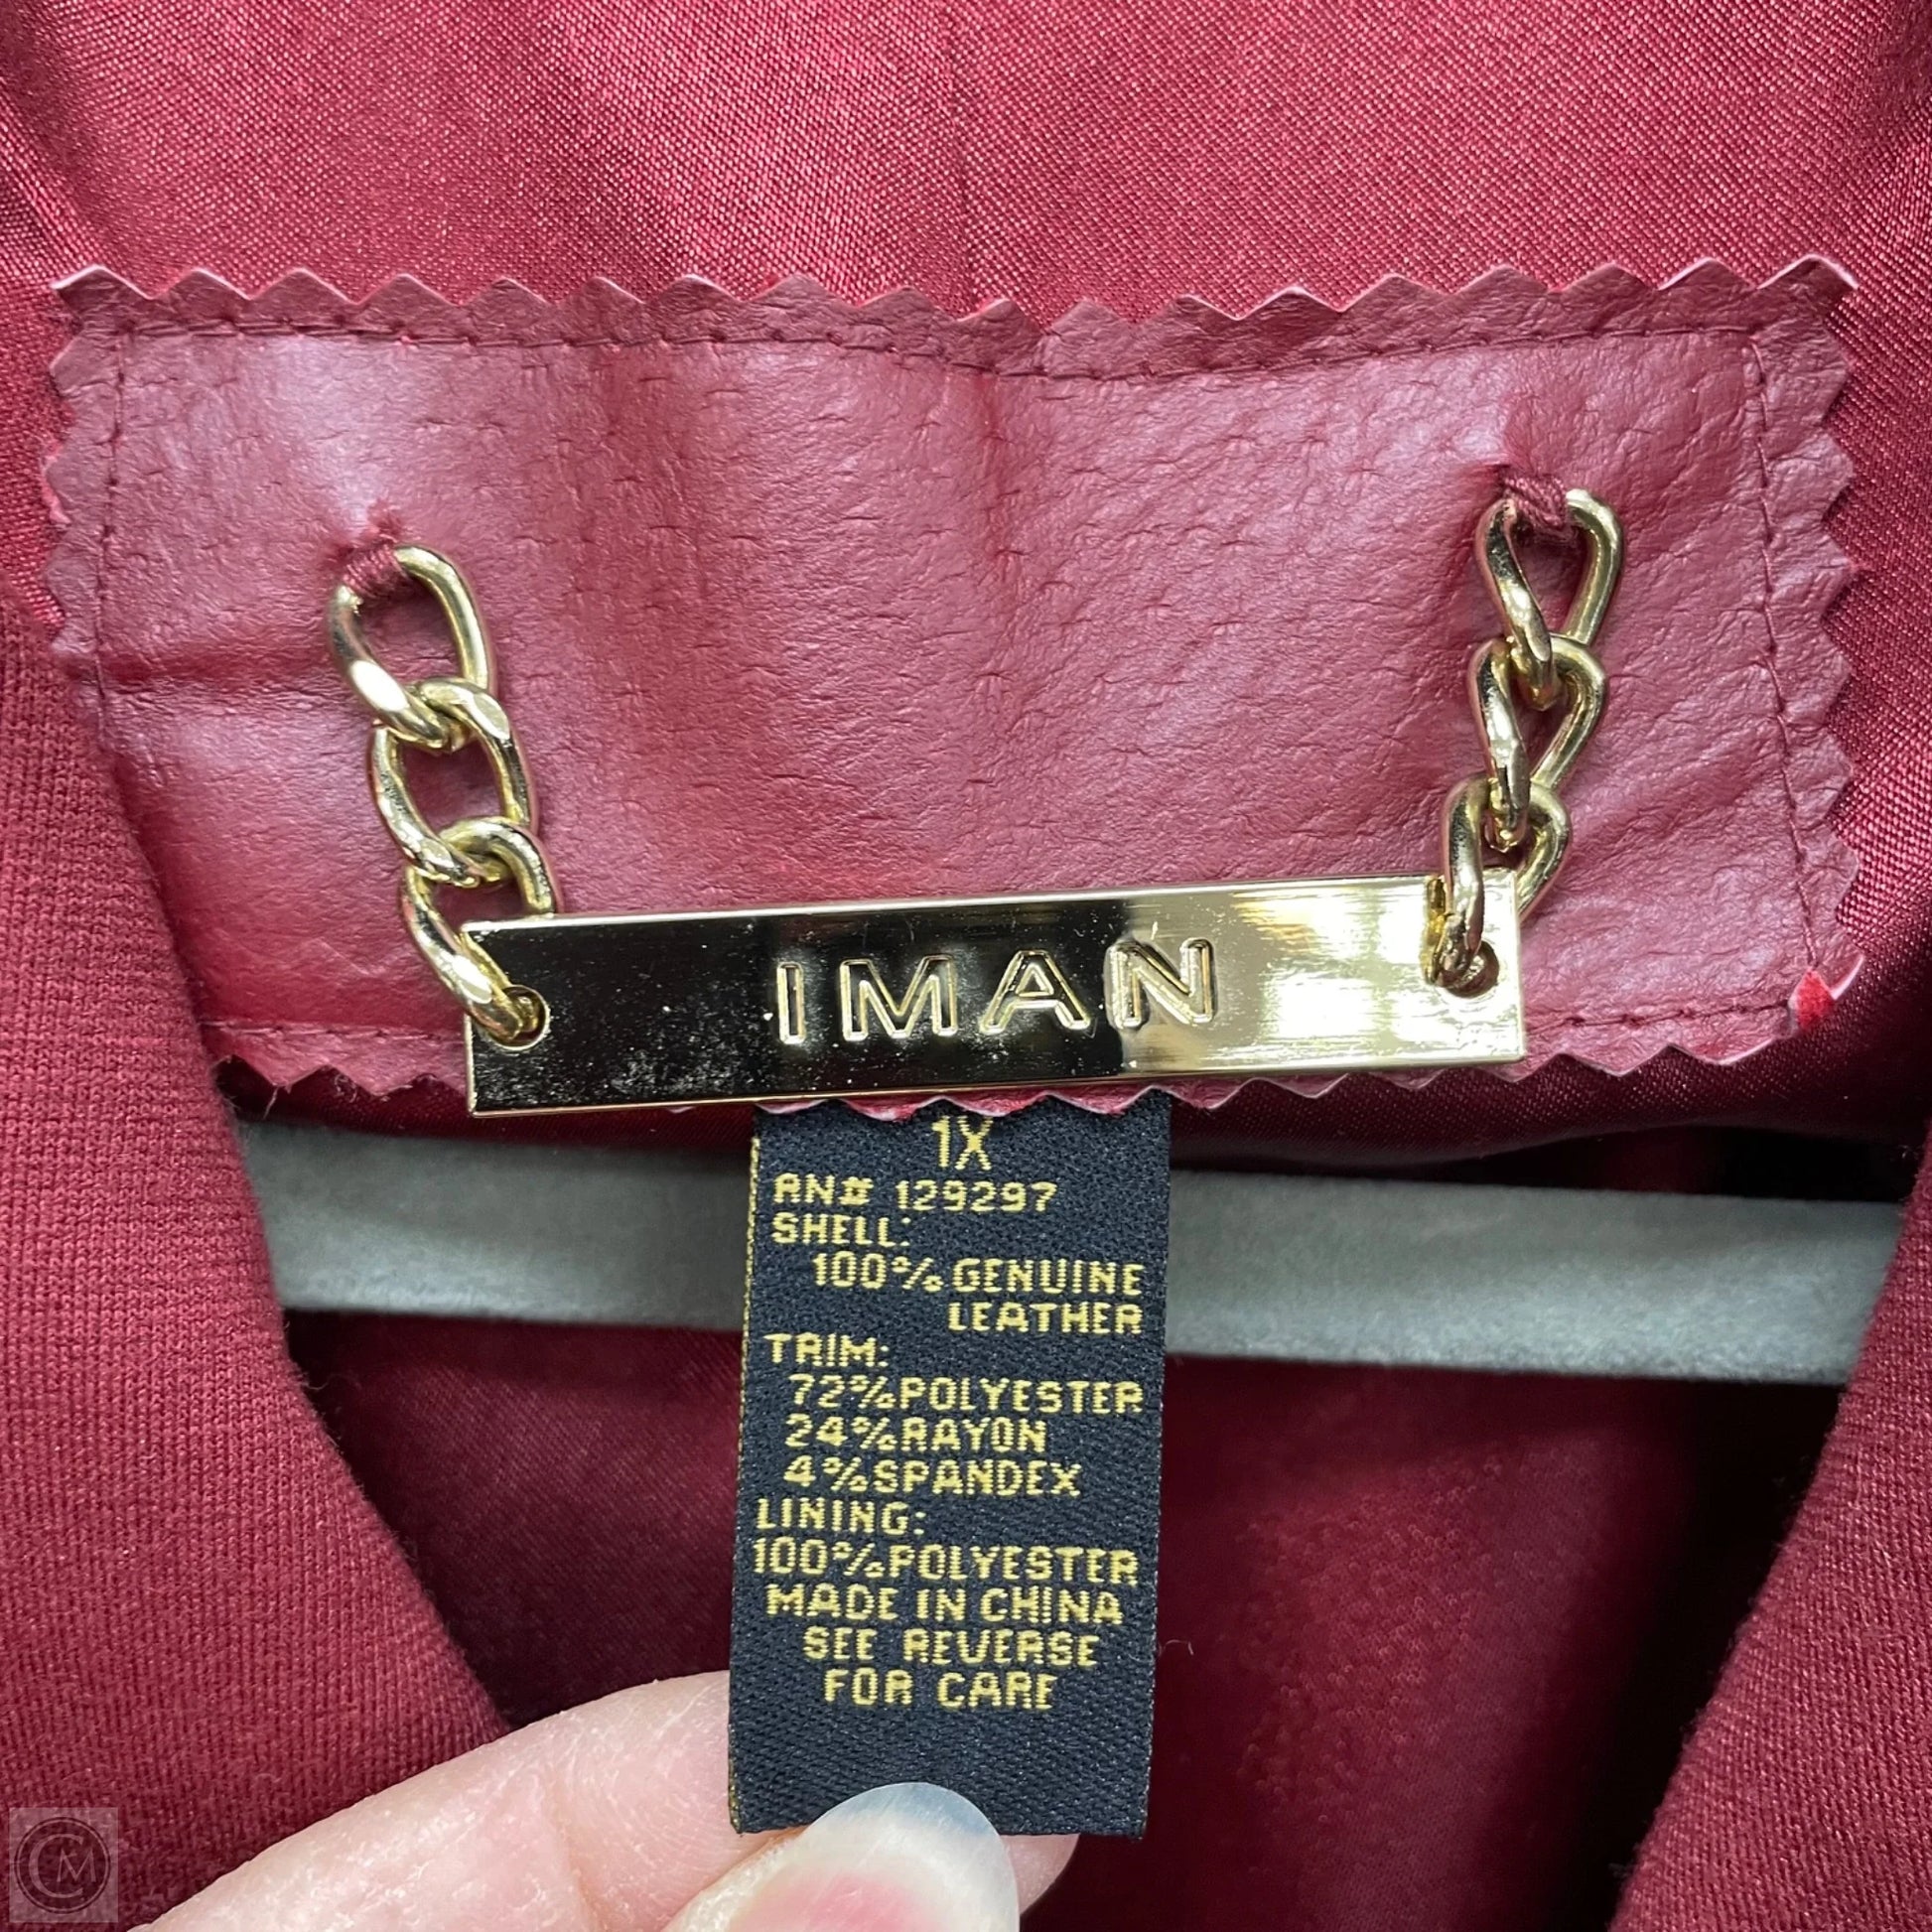 IMAN
1X
RN# 129297
SHELL:
100% GENUINE
LEATHER
TRIM:
72% POLYESTER
24% RAYON
4% SPANDEX
LINING:
100% POLYESTER
MADE IN CHINA
SEE REVERSE
FOR CARE
CM